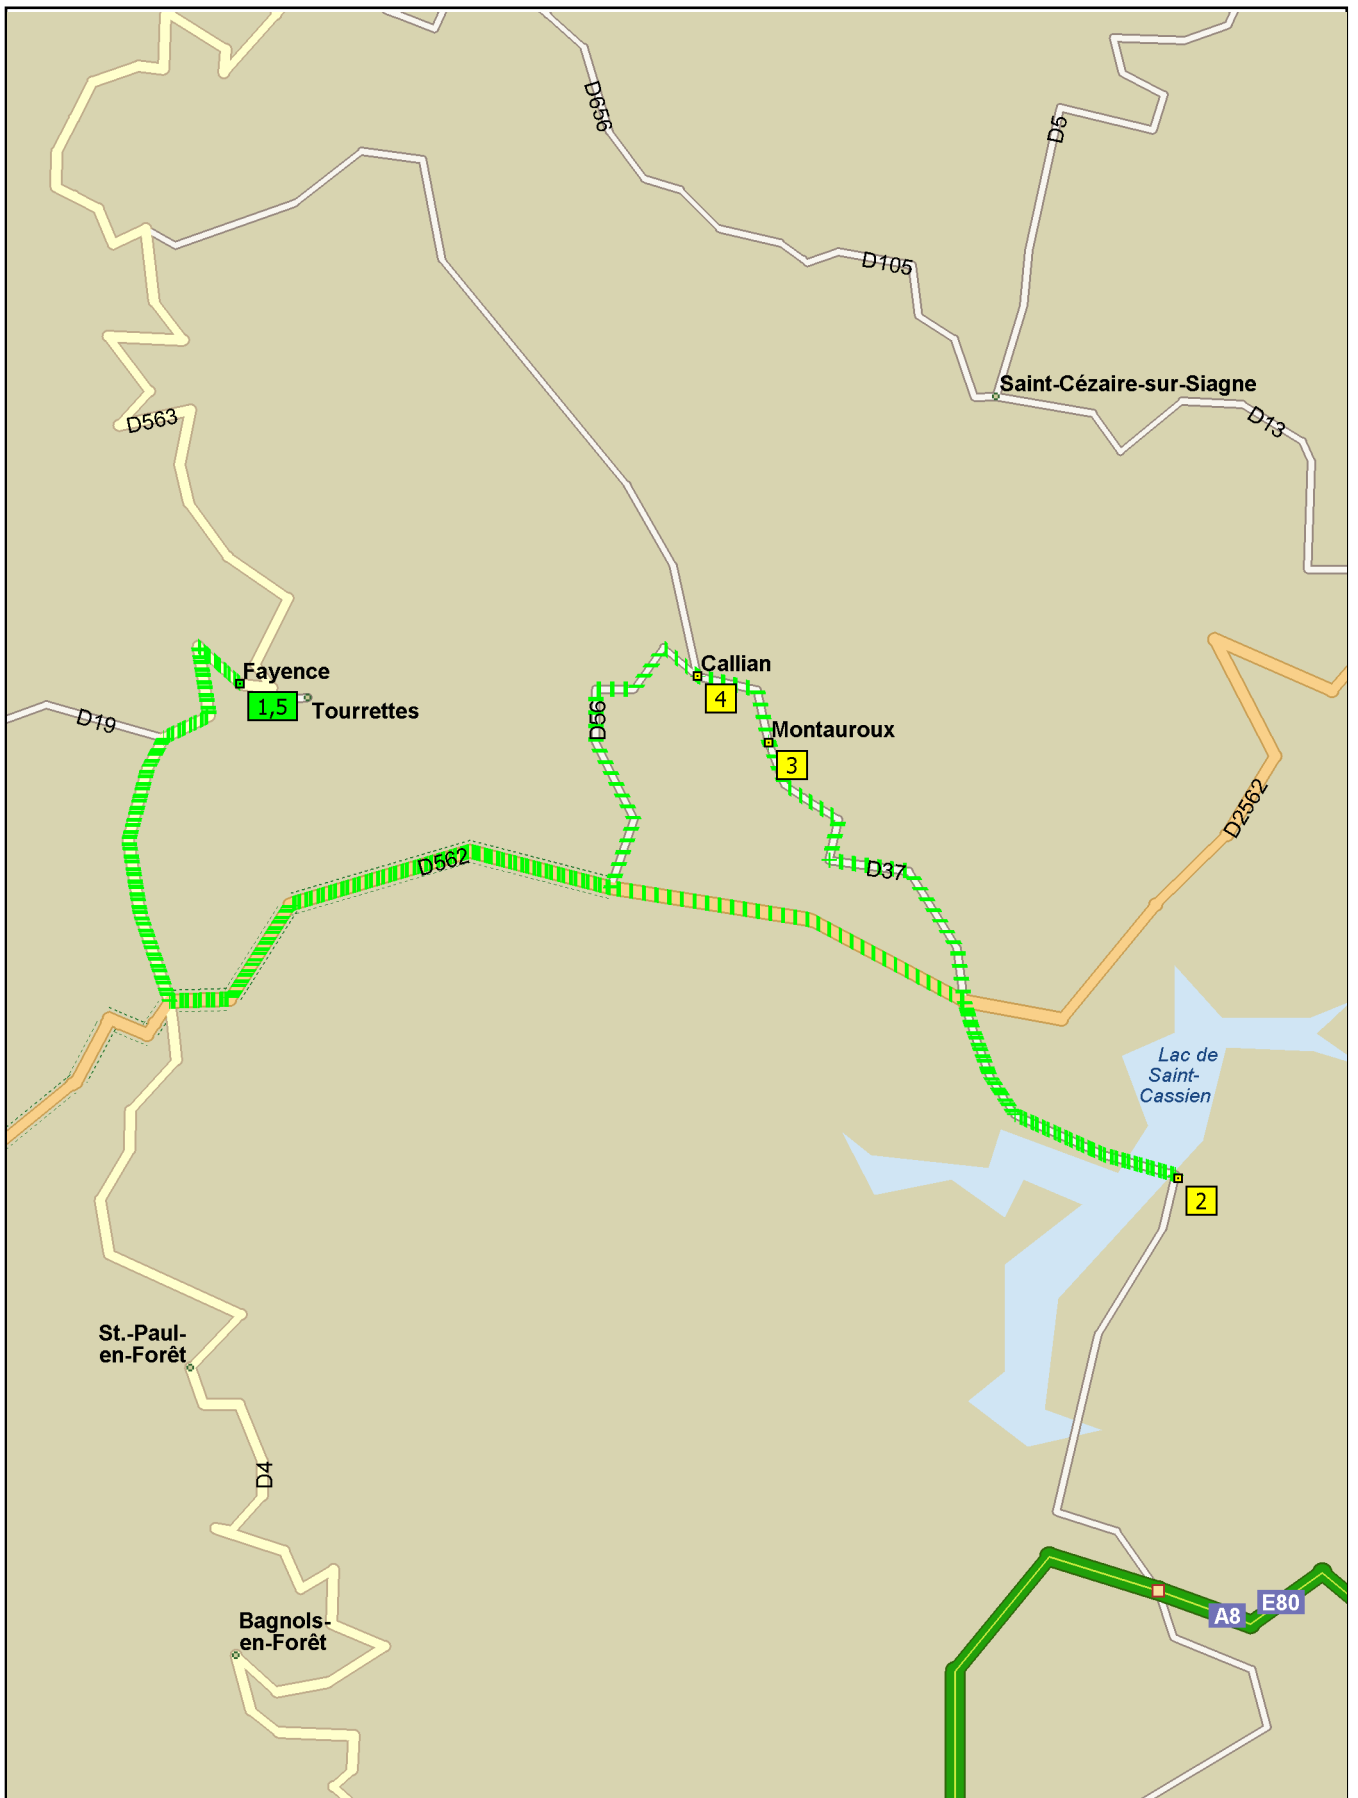 D656
D5
D105
Saint-Cézaire-sur-Siagne
D13
D563
Fayence
1,5
Tourrettes
D19
Callian
4
D56
Montauroux
3
D2562
D562
D37
Lac de
Saint-
Cassien
2
St.-Paul-
en-Forêt
D4
Bagnols-
en-Forêt
A8
E80